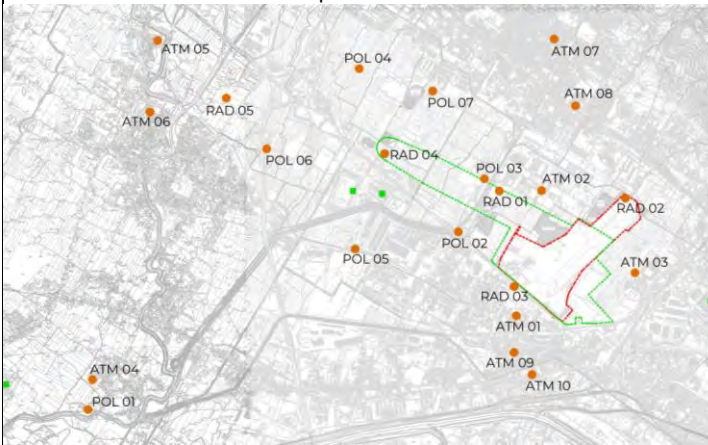 ATM 05
ATM 07
POL 04
ATM 08
POL 07
RAD 05
ATM 06
POL 06
RAD 04
POL 03
RAD 01
ATM 02
RAD 02
POL 02
POL 05
ATM 03
RAD 03
ATM 01
ATM 09
ATM 04
ATM 10
POL 01